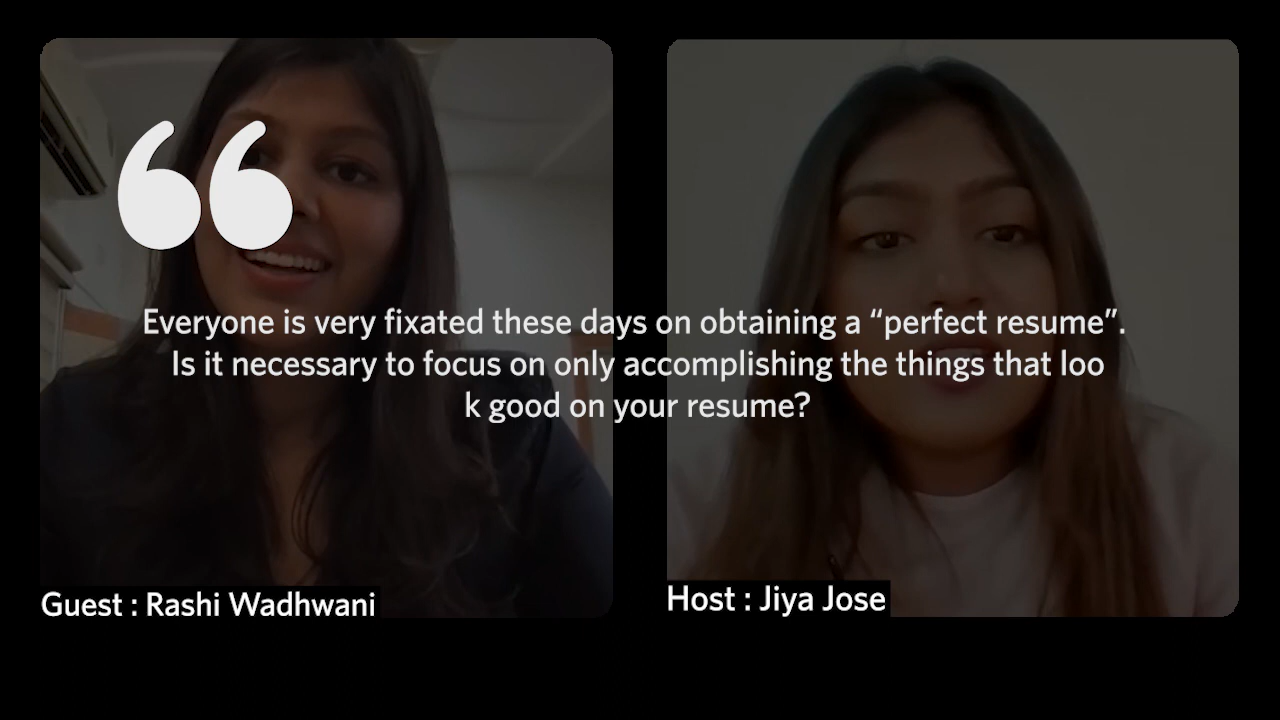 Everyone is very fixated these days on obtaining a “perfect resume”.
Is it necessary to focus on only accomplishing the things that loo
k good on your resume?
Guest : Rashi Wadhwani
Host : Jiya Jose